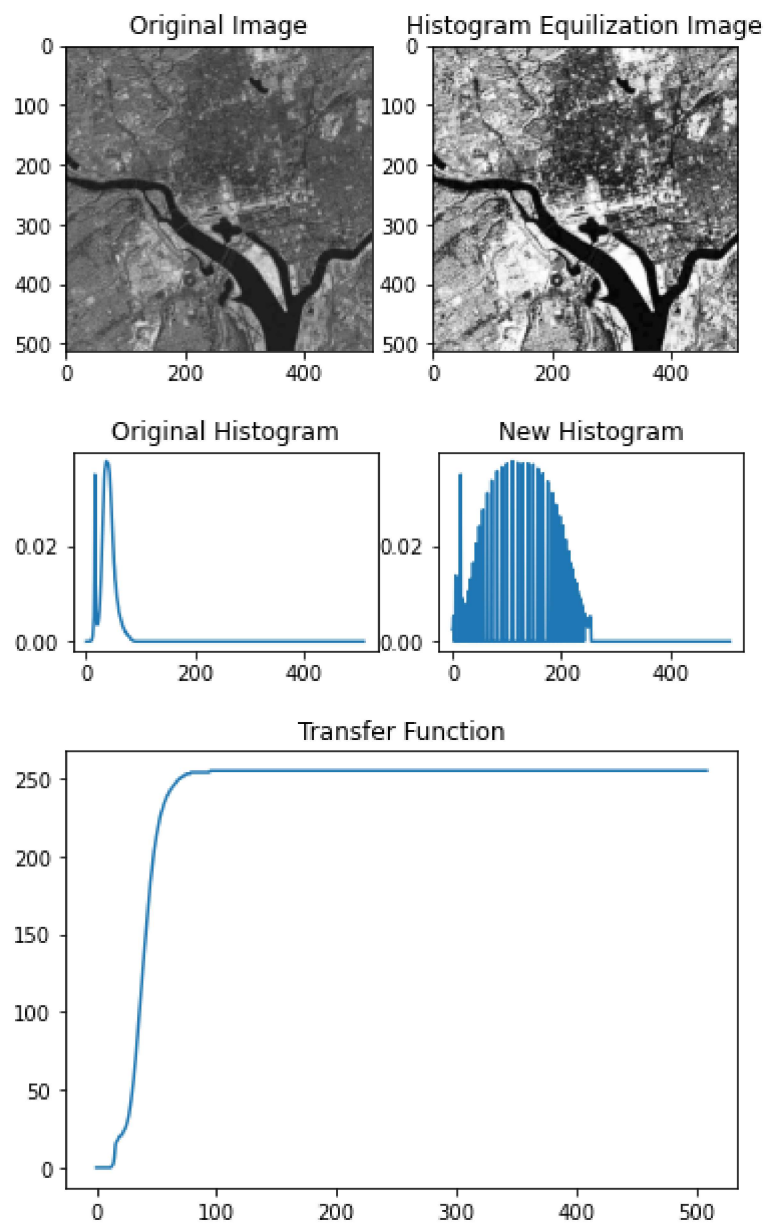 Original Image
Histogram Equilization Image
0
100
200
300
400
500
0 200 400
0
100
200
300
400
500
0 200 400
Original Histogram
New Histogram
0.02
0.00
0 200 400
0.02
0.00
0 200 400
Transfer Function
250
200
150
100
50
0
0 100 200 300 400 500